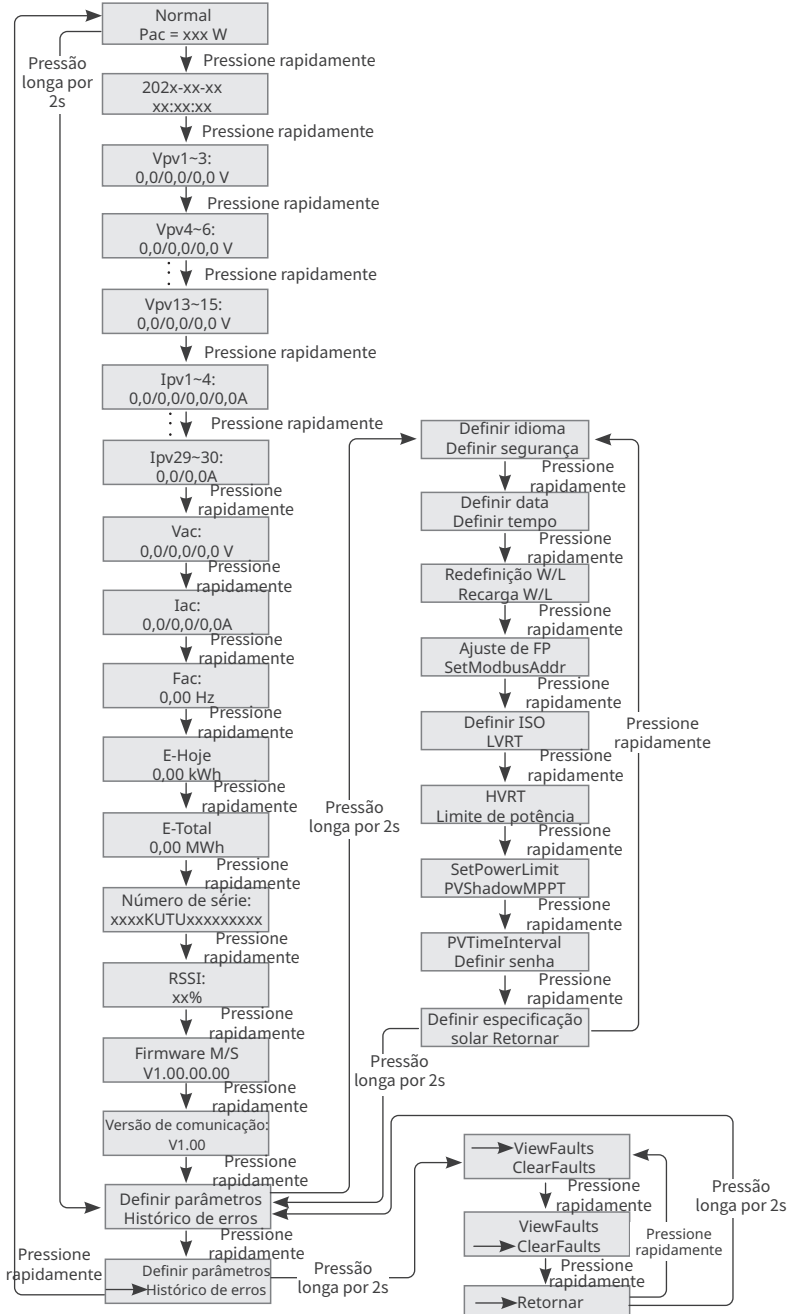 Normal
Pac = xxx W
Pressão
longa por
2s
Pressione rapidamente
202x-xx-xx
xx:xx:xx
Pressione rapidamente
Vpv1~3:
0,0/0,0/0,0 V
Pressione rapidamente
Vpv4~6:
0,0/0,0/0,0 V
Pressione rapidamente
Vpv13~15:
0,0/0,0/0,0 V
Pressione rapidamente
Ipv1~4:
0,0/0,0/0,0/0,0A
Pressione rapidamente
Ipv29~30:
0,0/0,0A
Pressione
rapidamente
Vac:
0,0/0,0/0,0 V
Pressione
rapidamente
Iac:
0,0/0,0/0,0A
Pressione
rapidamente
Fac:
0,00 Hz
Pressione
rapidamente
E-Hoje
0,00 kWh
Pressione
rapidamente
E-Total
0,00 MWh
Pressione
rapidamente
Número de série:
xxxxKUTUxxxxxxxxx
Pressione
rapidamente
RSSI:
xx%
Pressione
rapidamente
Firmware M/S
V1.00.00.00
Pressione
rapidamente
Versão de comunicação:
V1.00
Pressione
rapidamente
Definir parâmetros
Histórico de erros
Pressione
rapidamente
Definir parâmetros
Histórico de erros
Pressione
rapidamente
Pressão
longa por 2s
Pressão
longa por 2s
Definir idioma
Definir segurança
Pressione
rapidamente
Definir data
Definir tempo
Pressione
rapidamente
Redefinição W/L
Recarga W/L
Pressione
rapidamente
Ajuste de FP
SetModbusAddr
Pressione
rapidamente
Definir ISO
LVRT
Pressione
rapidamente
HVRT
Limite de potência
Pressione
rapidamente
SetPowerLimit
PVShadowMPPT
Pressione
rapidamente
PVTimeInterval
Definir senha
Pressione
rapidamente
Definir especificação
solar Retornar
Pressione
rapidamente
Pressão
longa por 2s
ViewFaults
ClearFaults
Pressione
rapidamente
ViewFaults
ClearFaults
Pressione
rapidamente
Retornar
Pressione
rapidamente
Pressão
longa por 2s